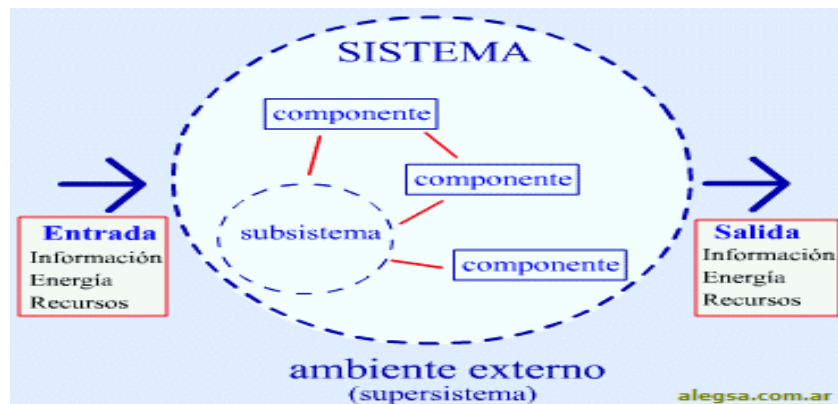 SISTEMA
componente
componente
subsistema
componente
Entrada
Información
Energía
Recursos
Salida
Información
Energía
Recursos
ambiente externo
(supersistema)
alegsa.com.ar